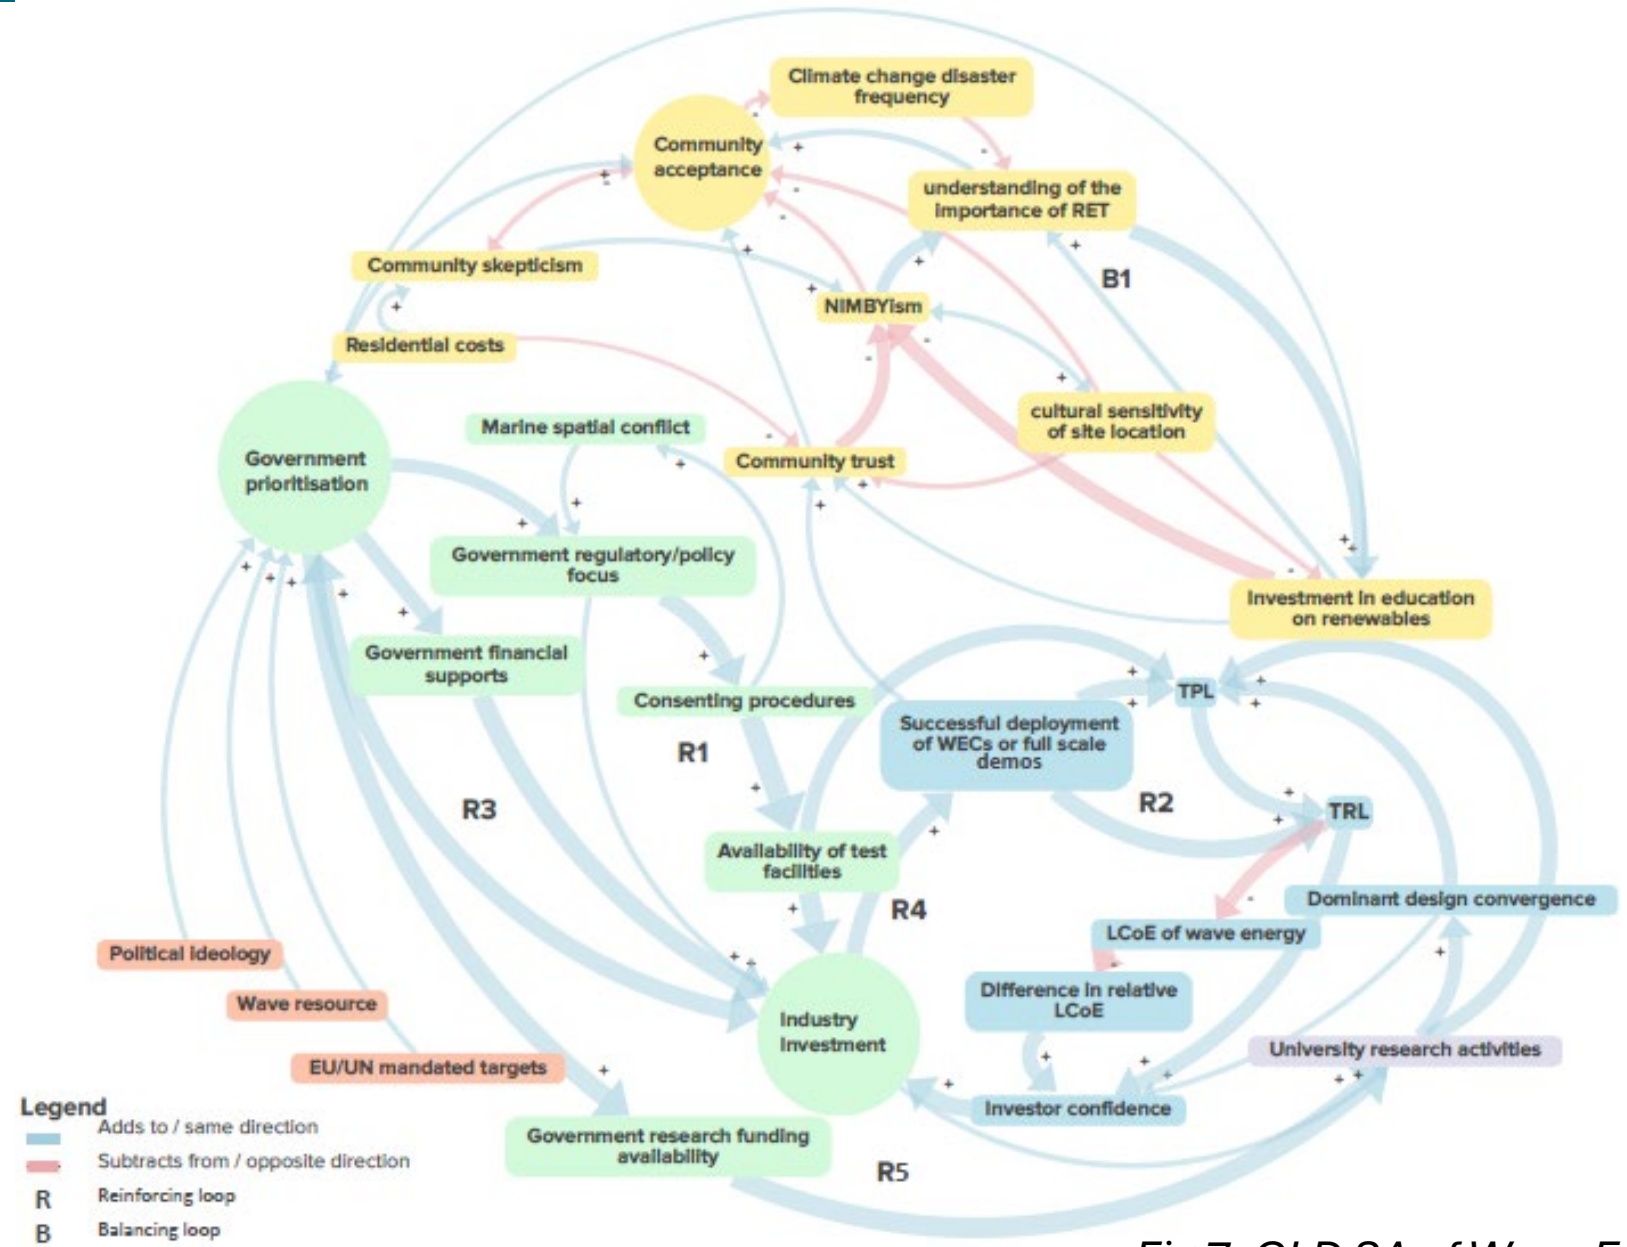 Climate change disaster
frequency
Community
acceptance
understanding of the
importance of RET
Community skepticism
B1
NIMBYism
Residential costs
cultural sensitivity
of site location
Marine spatial conflict
Government
prioritisation
Community trust
Government regulatory/policy
focus
Investment in education
on renewables
Government financial
supports
Consenting procedures
TPL
Successful deployment
of WECs or full scale
demos
R1
R2
R3
TRL
Availability of test
facilities
R4
Dominant design convergence
LCoE of wave energy
Political ideology
Wave resource
Difference in relative
LCoE
Industry
Investment
University research activities
EU/UN mandated targets
Investor confidence
Government research funding
availability
R5
Legend
Adds to / same direction
Subtracts from / opposite direction
R Reinforcing loop
B Balancing loop